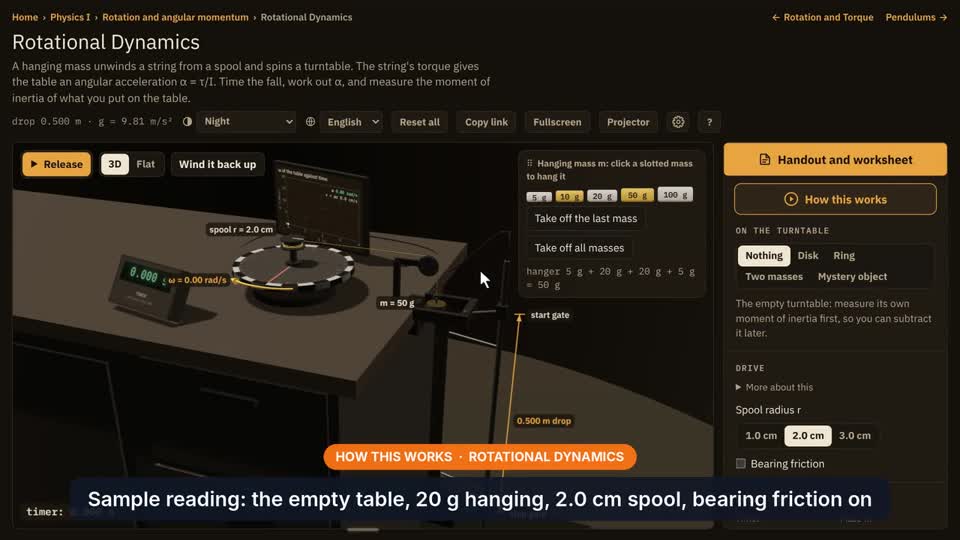 Home › Physics I › Rotation and angular momentum › Rotational Dynamics
← Rotation and Torque Pendulums →
Rotational Dynamics
A hanging mass unwinds a string from a spool and spins a turntable. The string's torque gives
the table an angular acceleration α = τ/I. Time the fall, work out α, and measure the moment of
inertia of what you put on the table.
drop 0.500 m · g = 9.81 m/s²
Night
English
Reset all
Copy link
Fullscreen
Projector
?
Release
3D
Flat
Wind it back up
Hanging mass m: click a slotted mass
to hang it
5 g
10 g
20 g
50 g
100 g
Take off the last mass
Take off all masses
hanger 5 g + 20 g + 20 g + 5 g
= 50 g
spool r = 2.0 cm
0.000
ω = 0.00 rad/s
m = 50 g
start gate
0.500 m drop
timer:
Handout and worksheet
How this works
ON THE TURNTABLE
Nothing
Disk
Ring
Two masses
Mystery object
The empty turntable: measure its own
moment of inertia first, so you can subtract
it later.
DRIVE
More about this
Spool radius r
1.0 cm
2.0 cm
3.0 cm
Bearing friction
HOW THIS WORKS · ROTATIONAL DYNAMICS
Sample reading: the empty table, 20 g hanging, 2.0 cm spool, bearing friction on